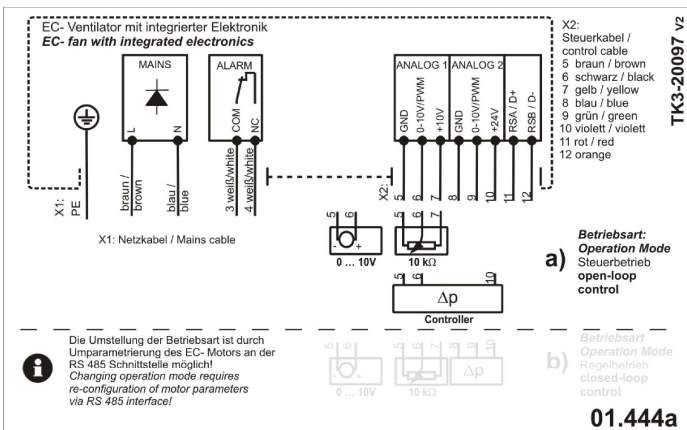 EC- Ventilator mit integrierter Elektronik
EC- fan with integrated electronics
MAINS
L
N
ALARM
COM
NC
ANALOG 1
GND
0-10V/PWM
+10V
ANALOG 2
GND
0-10V/PWM
+24V
RSA / D+
RSB / D-
X2:
Steuerkabel /
control cable
5 braun / brown
6 schwarz / black
7 gelb / yellow
8 blau / blue
9 grün / green
10 violett / violett
11 rot / red
12 orange
TK3-20097 V2
X1:
PE
braun /
brown
blau /
blue
3 weiß/white
4 weiß/white
X2:
5
6
7
8
9
10
11
12
X1: Netzkabel / Mains cable
5 6
- +
0 ... 10V
5 6 7
10 kΩ
5 6 10
Δp
Controller
a)
Betriebsart:
Operation Mode
Steuerbetrieb
open-loop
control
i
Die Umstellung der Betriebsart ist durch
Umparametrierung des EC- Motors an der
RS 485 Schnittstelle möglich!
Changing operation mode requires
re-configuration of motor parameters
via RS 485 interface!
5 6
- +
0 ... 10V
5 6 7
10 kΩ
8 9 10
Δp
b)
Betriebsart
Operation Mode
Regelbetrieb
closed-loop
control
01.444a